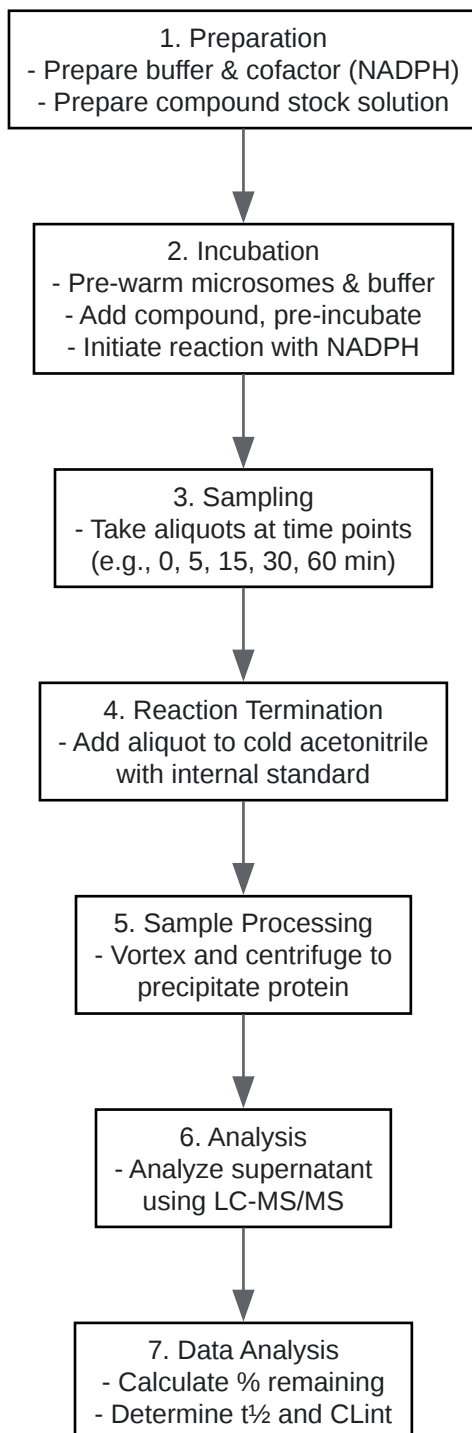 1. Preparation
- Prepare buffer & cofactor (NADPH)
- Prepare compound stock solution
2. Incubation
- Pre-warm microsomes & buffer
- Add compound, pre-incubate
- Initiate reaction with NADPH
3. Sampling
- Take aliquots at time points
(e.g., 0, 5, 15, 30, 60 min)
4. Reaction Termination
- Add aliquot to cold acetonitrile
with internal standard
5. Sample Processing
- Vortex and centrifuge to
precipitate protein
6. Analysis
- Analyze supernatant
using LC-MS/MS
7. Data Analysis
- Calculate % remaining
- Determine t½ and CLint